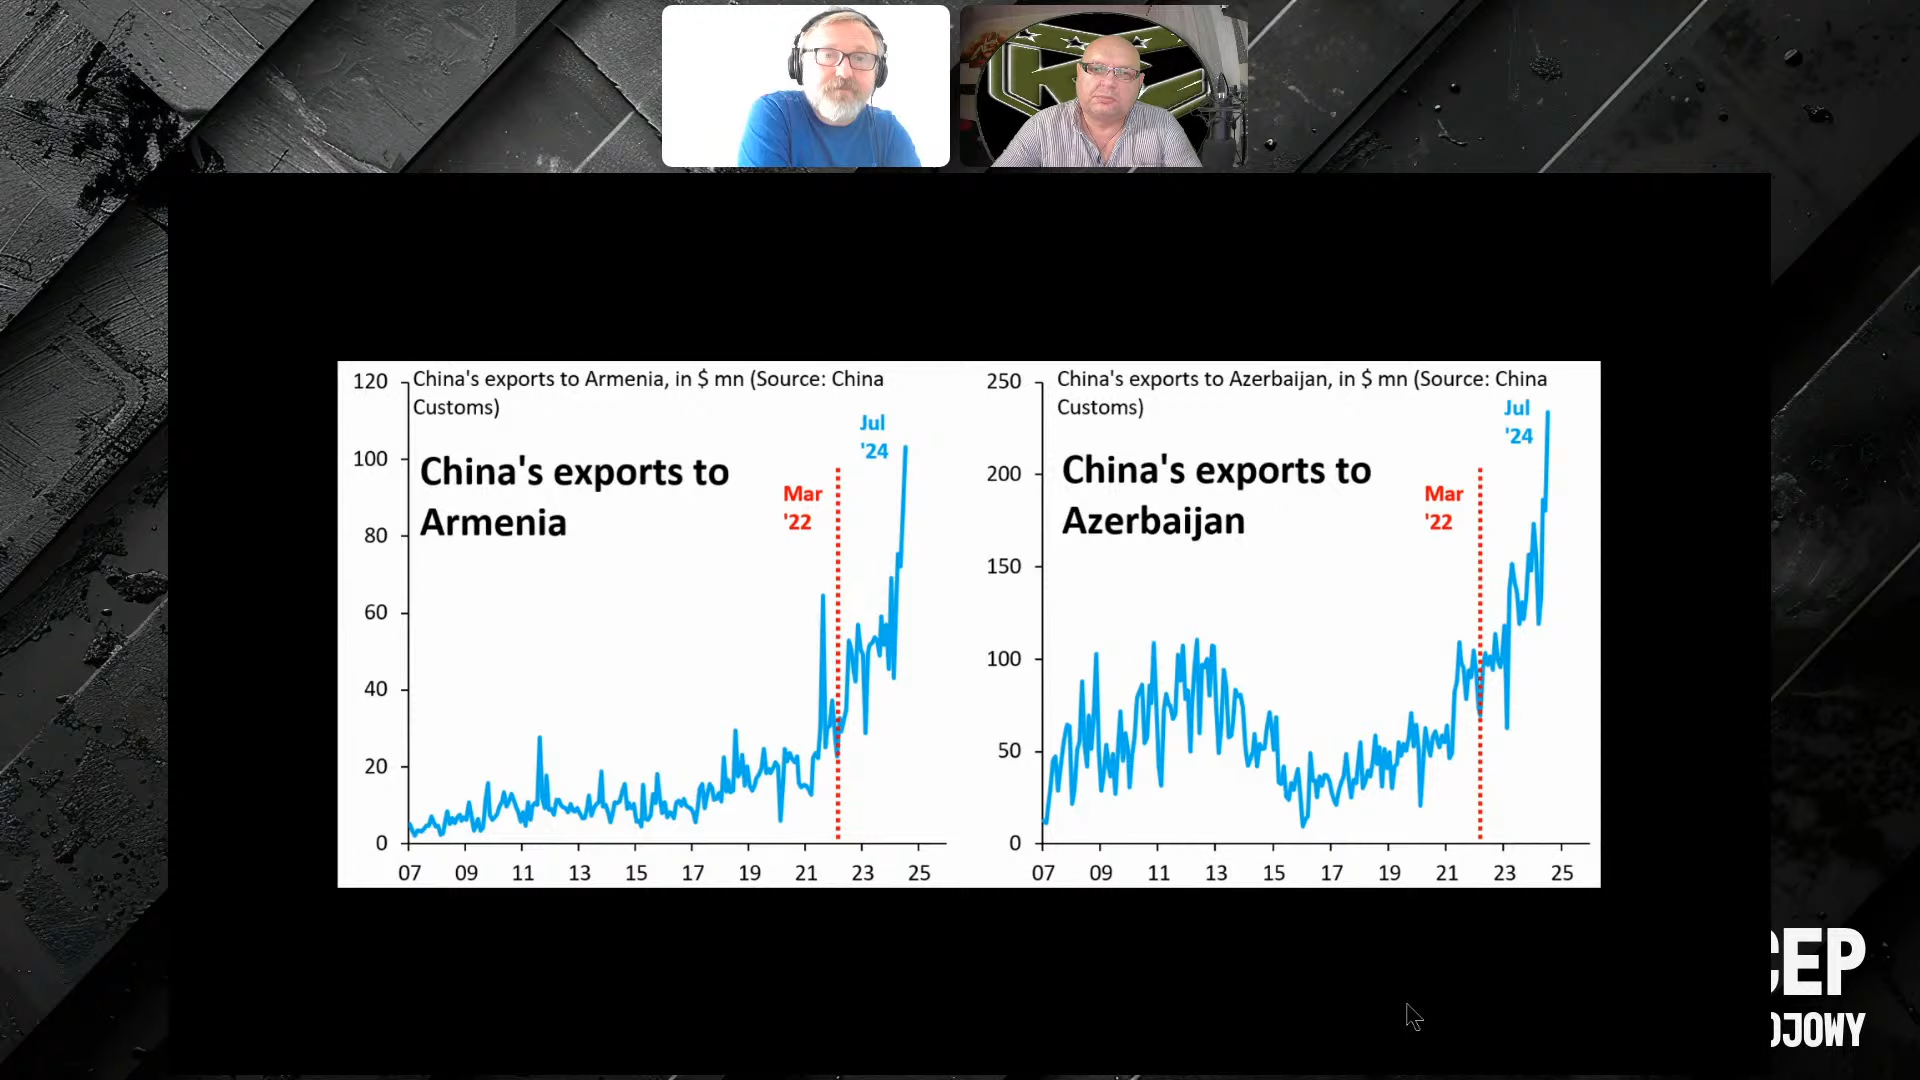 120
China's exports to Armenia, in $ mn (Source: China
Customs)
Jul
'24
100
China's exports to
Armenia
Mar
'22
80
60
40
20
0
07 09 11 13 15 17 19 21 23 25
250
China's exports to Azerbaijan, in $ mn (Source: China
Customs)
Jul
'24
200
China's exports to
Azerbaijan
Mar
'22
150
100
50
0
07 09 11 13 15 17 19 21 23 25
CEP
OJOWY